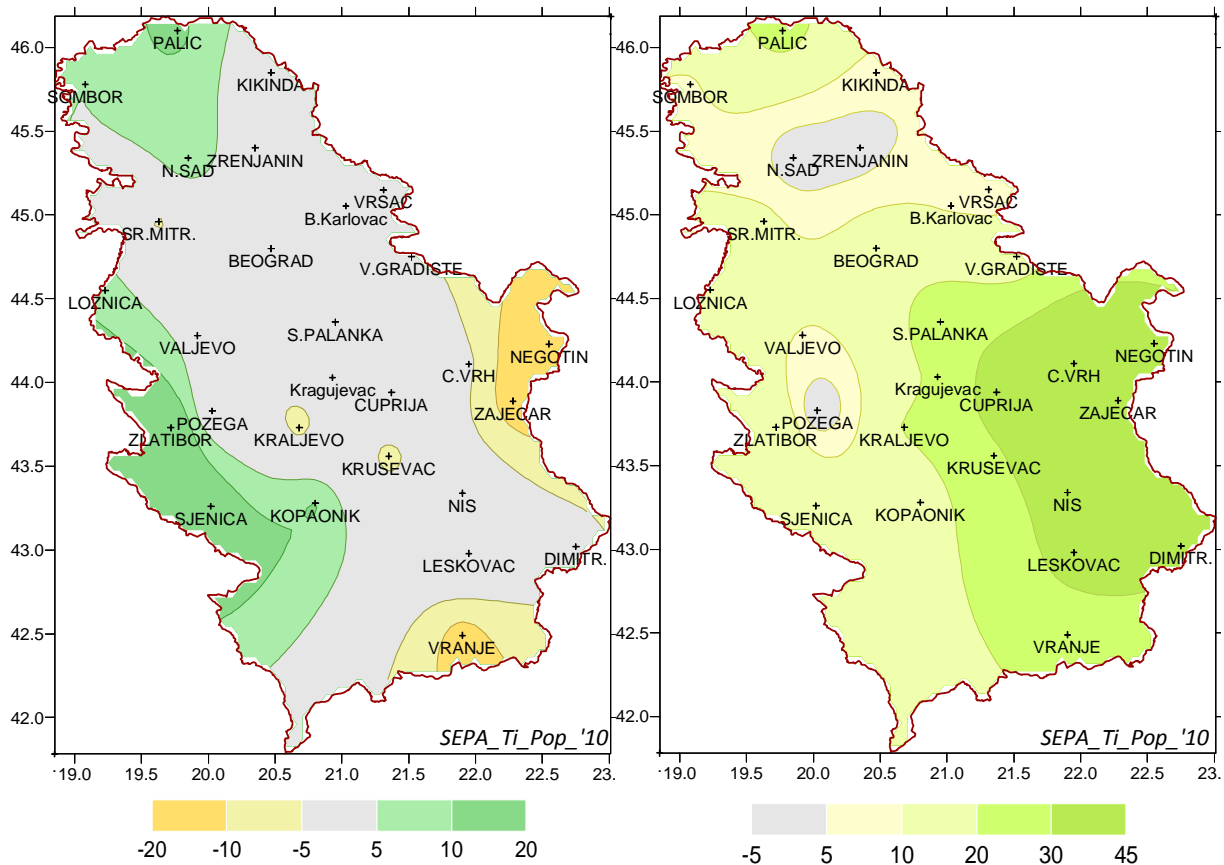 46.0
45.5
45.0
44.5
44.0
43.5
43.0
42.5
42.0
PALIC
SOMBOR
KIKINDA
ZRENJANIN
N.SAD
VRSAC
B.Karlovac
SR.MITR.
BEOGRAD
V.GRADISTE
LOZNICA
S.PALANKA
VALJEVO
NEGOTIN
C.VRH
Kragujevac
CUPRIJA
ZAJECAR
POZEGA
ZLATIBOR
KRALJEVO
KRUSEVAC
NIS
KOPAONIK
SJENICA
DIMITR.
LESKOVAC
VRANJE
SEPA_Ti_Pop_'10
19.0 19.5 20.0 20.5 21.0 21.5 22.0 22.5 23.
-20 -10 -5 5 10 20
46.0
45.5
45.0
44.5
44.0
43.5
43.0
42.5
42.0
PALIC
KIKINDA
SOMBOR
ZRENJANIN
N.SAD
VRSAC
B.Karlovac
SR.MITR.
BEOGRAD
V.GRADISTE
LOZNICA
S.PALANKA
VALJEVO
NEGOTIN
C.VRH
Kragujevac
CUPRIJA
ZAJECAR
POZEGA
ZLATIBOR
KRALJEVO
KRUSEVAC
NIS
KOPAONIK
SJENICA
DIMITR.
LESKOVAC
VRANJE
SEPA_Ti_Pop_'10
19.0 19.5 20.0 20.5 21.0 21.5 22.0 22.5 23.
-5 5 10 20 30 45